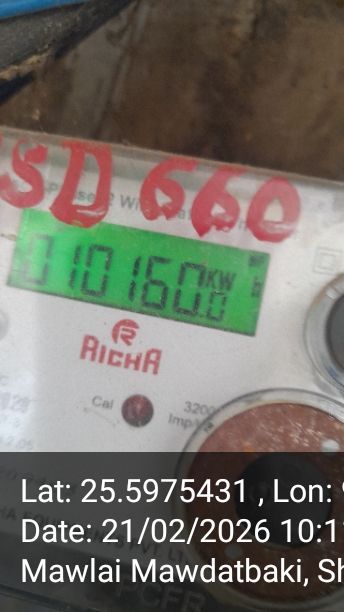 SD 660
010160.0
KW
RICHA
Cal
3200
Imp/
Lat: 25.5975431 , Lon:
Date: 21/02/2026 10:1
Mawlai Mawdatbaki, Sh